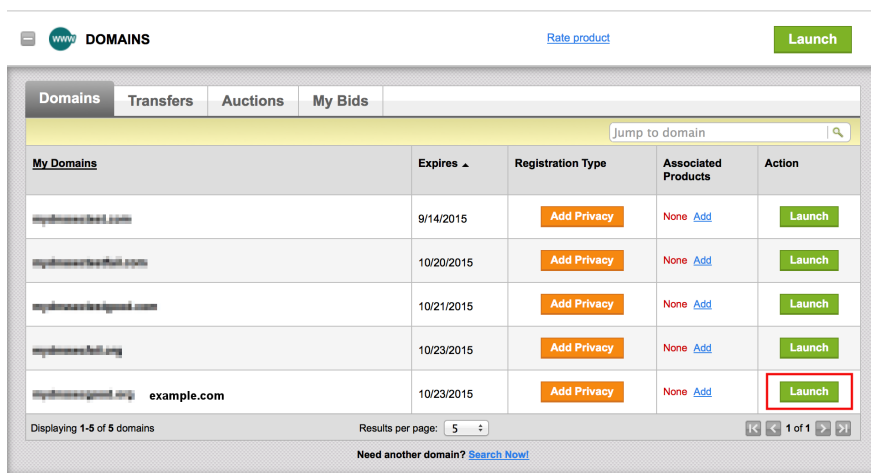 www DOMAINS Rate product Launch
Domains Transfers Auctions My Bids
Jump to domain
My Domains Expires Registration Type Associated Products Action
9/14/2015 Add Privacy None Add Launch
10/20/2015 Add Privacy None Add Launch
10/21/2015 Add Privacy None Add Launch
10/23/2015 Add Privacy None Add Launch
example.com 10/23/2015 Add Privacy None Add Launch
Displaying 1-5 of 5 domains Results per page: 5 1 of 1
Need another domain? Search Now!